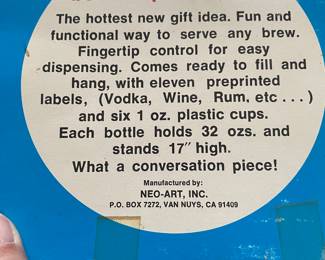 The hottest new gift idea. Fun and
functional way to serve any brew.
Fingertip control for easy
dispensing. Comes ready to fill and
hang, with eleven preprinted
labels, (Vodka, Wine, Rum, etc . . .)
and six 1 oz. plastic cups.
Each bottle holds 32 ozs. and
stands 17" high.
What a conversation piece!
Manufactured by:
NEO-ART, INC.
P.O. BOX 7272, VAN NUYS, CA 91409